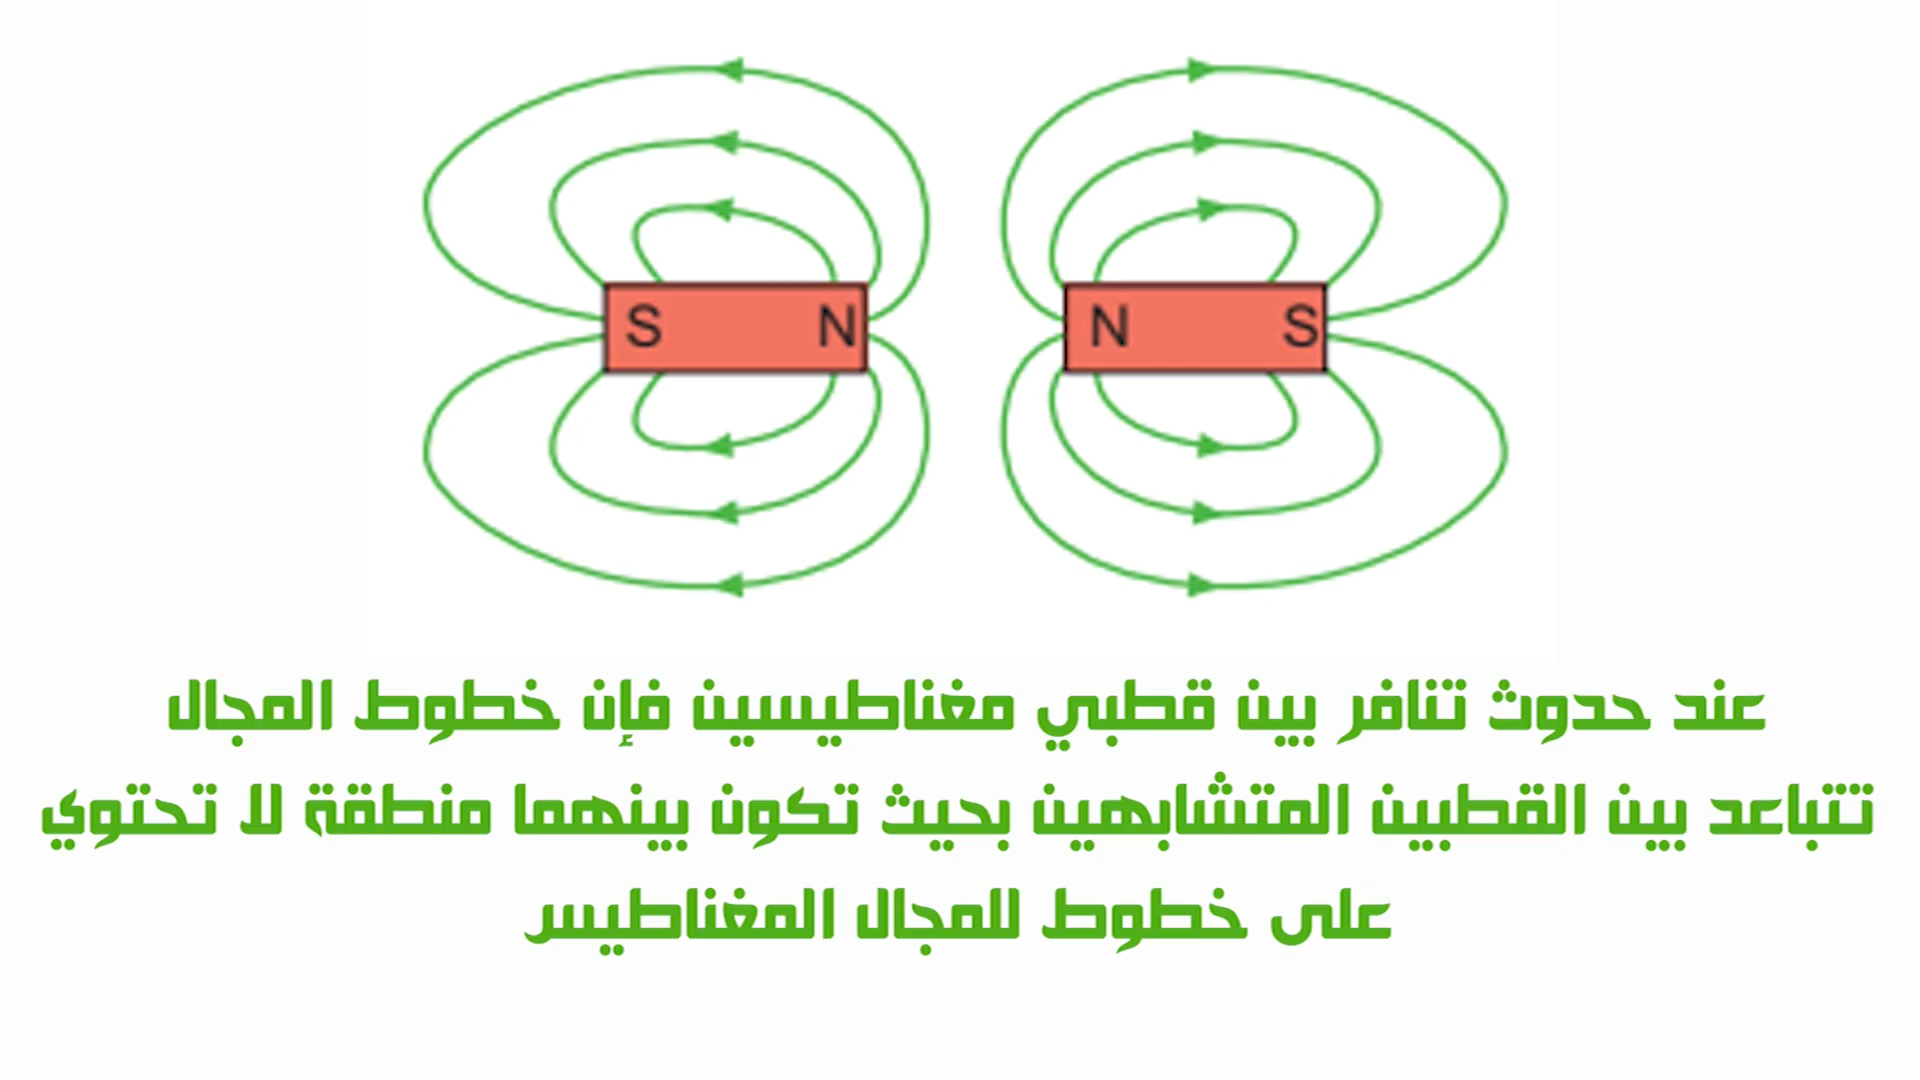 S N N S
عند حدوث تنافر بين قطبي مغناطيسين فإن خطوط المجال
تتباعد بين القطبين المتشابهين بحيث تكون بينهما منطقة لا تحتوي
على خطوط للمجال المغناطيسر